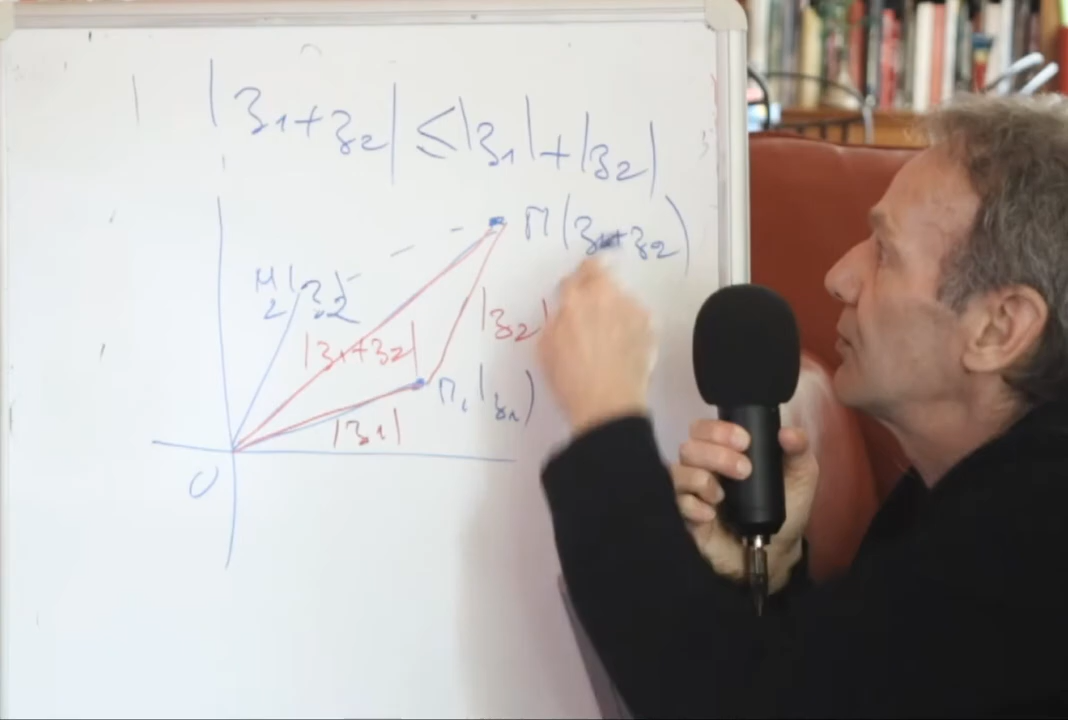 |z₁+z₂| ≤ |z₁|+|z₂|
M(z₁+z₂)
M₂(z₂
|z₂|
|z₁+z₂|
M₁(z₁)
|z₁|
O